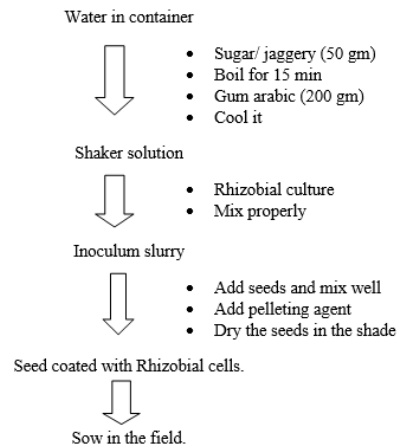 Water in container
• Sugar/ jaggery (50 gm)
• Boil for 15 min
• Gum arabic (200 gm)
• Cool it
Shaker solution
• Rhizobial culture
• Mix properly
Inoculum slurry
• Add seeds and mix well
• Add pelleting agent
• Dry the seeds in the shade
Seed coated with Rhizobial cells.
Sow in the field.